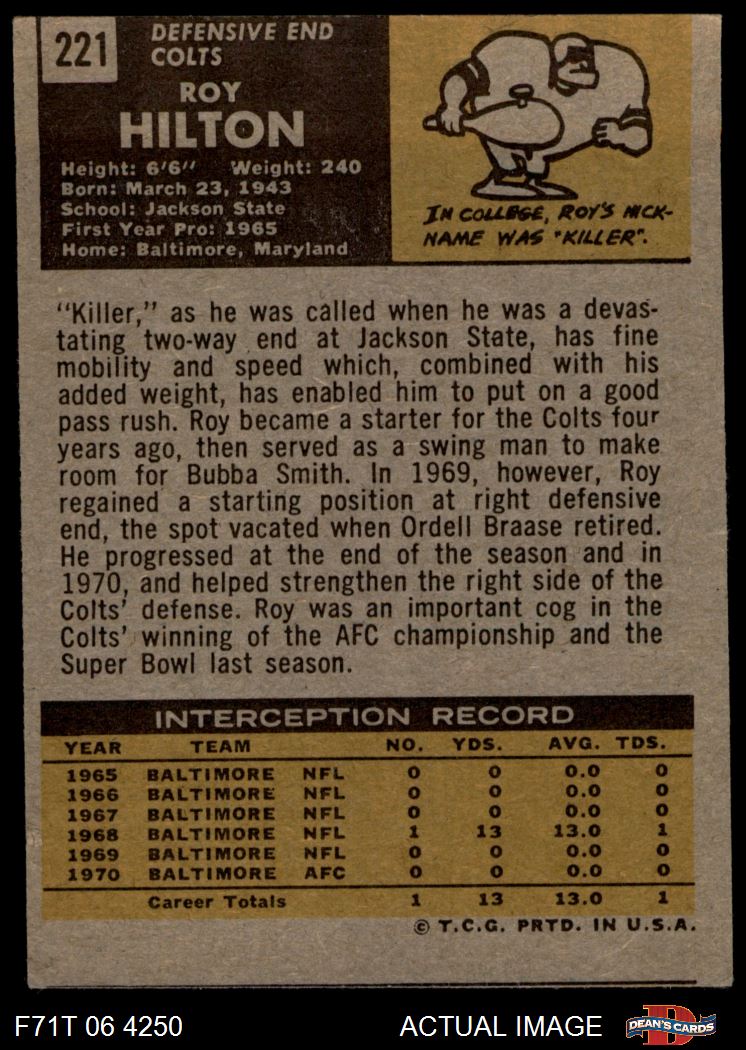 221
DEFENSIVE END
COLTS
ROY
HILTON
Height: 6'6" Weight: 240
Born: March 23, 1943
School: Jackson State
First Year Pro: 1965
Home: Baltimore, Maryland
IN COLLEGE, ROY'S NICK-
NAME WAS "KILLER".
"Killer," as he was called when he was a devas-
tating two-way end at Jackson State, has fine
mobility and speed which, combined with his
added weight, has enabled him to put on a good
pass rush. Roy became a starter for the Colts four
years ago, then served as a swing man to make
room for Bubba Smith. In 1969, however, Roy
regained a starting position at right defensive
end, the spot vacated when Ordell Braase retired.
He progressed at the end of the season and in
1970, and helped strengthen the right side of the
Colts' defense. Roy was an important cog in the
Colts' winning of the AFC championship and the
Super Bowl last season.
INTERCEPTION RECORD
YEAR TEAM NO. YDS. AVG. TDS.
1965 BALTIMORE NFL 0 0 0.0 0
1966 BALTIMORE NFL 0 0 0.0 0
1967 BALTIMORE NFL 0 0 0.0 0
1968 BALTIMORE NFL 1 13 13.0 1
1969 BALTIMORE NFL 0 0 0.0 0
1970 BALTIMORE AFC 0 0 0.0 0
Career Totals 1 13 13.0 1
© T.C.G. PRTD. IN U.S.A.
F71T 06 4250 ACTUAL IMAGE D DEAN'S CARDS